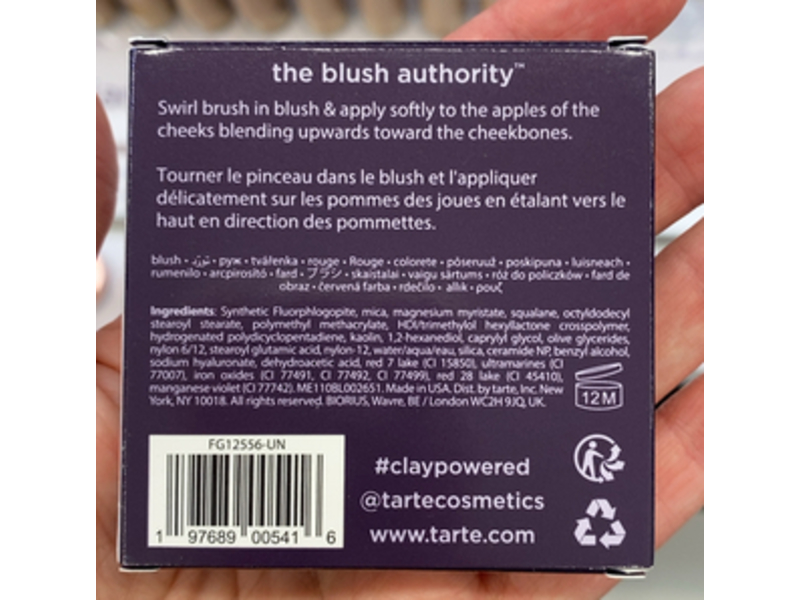 the blush authority™
Swirl brush in blush & apply softly to the apples of the
cheeks blending upwards toward the cheekbones.
Tourner le pinceau dans le blush et l'appliquer
délicatement sur les pommes des joues en étalant vers le
haut en direction des pommettes.
blush • • руж • tvářenka • rouge • Rouge • colorete • põseruuž • poskipuna • luisneach •
rumenilo • arcpirosító • fard • ブラシ • skaistalai • vaigu sārtums • róż do policzków • fard de
obraz • červená farba • rdečilo • allık • ρουζ
Ingredients: Synthetic Fluorphlogopite, mica, magnesium myristate, squalane, octyldodecyl
stearoyl stearate, polymethyl methacrylate, HDI/trimethylol hexyllactone crosspolymer,
hydrogenated polydicyclopentadiene, kaolin, 1,2-hexanediol, caprylyl glycol, olive glycerides,
nylon 6/12, stearoyl glutamic acid, nylon-12, water/aqua/eau, silica, ceramide NP, benzyl alcohol,
sodium hyaluronate, dehydroacetic acid, red 7 lake (CI 15850), ultramarines (CI
77007), iron oxides (CI 77491, CI 77492, CI 77499), red 28 lake (CI 45410),
manganese violet (CI 77742). ME110BL002651. Made in USA. Dist. by tarte, Inc. New
York, NY 10018. All rights reserved. BIORIUS, Wavre, BE / London WC2H 9JQ, UK.
12M
FG12556-UN
1 97689 00541 6
#claypowered
@tartecosmetics
www.tarte.com